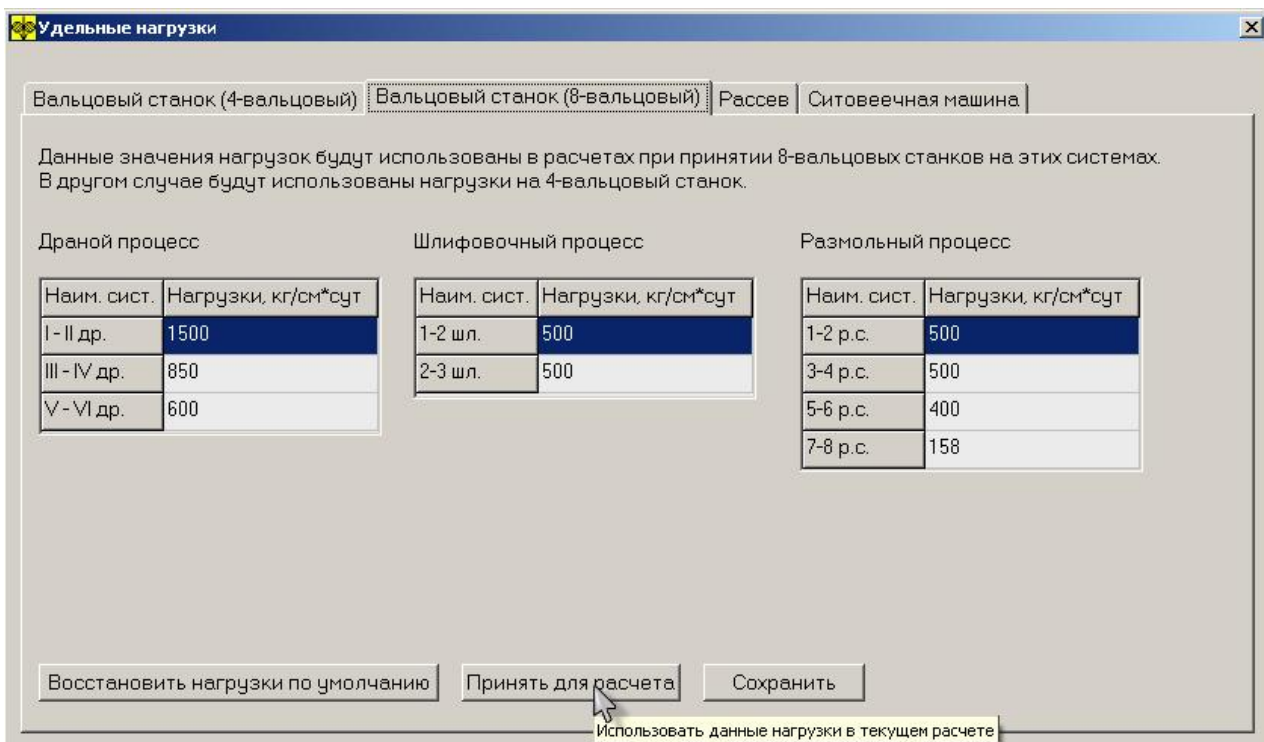 Удельные нагрузки
Вальцовый станок (4-вальцовый) Вальцовый станок (8-вальцовый) Рассев Ситовеечная машина
Данные значения нагрузок будут использованы в расчетах при принятии 8-вальцовых станков на этих системах.
В другом случае будут использованы нагрузки на 4-вальцовый станок.
Драной процесс
Наим. сист. Нагрузки, кг/см*сут
I - II др. 1500
III - IV др. 850
V - VI др. 600
Шлифовочный процесс
Наим. сист. Нагрузки, кг/см*сут
1-2 шл. 500
2-3 шл. 500
Размольный процесс
Наим. сист. Нагрузки, кг/см*сут
1-2 р.с. 500
3-4 р.с. 500
5-6 р.с. 400
7-8 р.с. 158
Восстановить нагрузки по умолчанию Принять для расчета Сохранить
Использовать данные нагрузки в текущем расчете